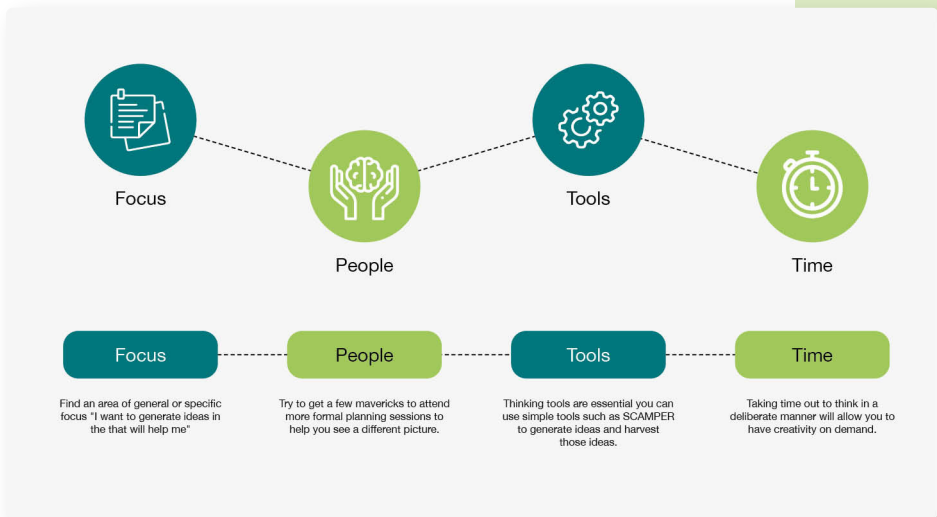 Focus
People
Tools
Time
Focus
People
Tools
Time
Find an area of general or specific
focus "I want to generate ideas in
the that will help me"
Try to get a few mavericks to attend
more formal planning sessions to
help you see a different picture.
Thinking tools are essential you can
use simple tools such as SCAMPER
to generate ideas and harvest
those ideas.
Taking time out to think in a
deliberate manner will allow you to
have creativity on demand.